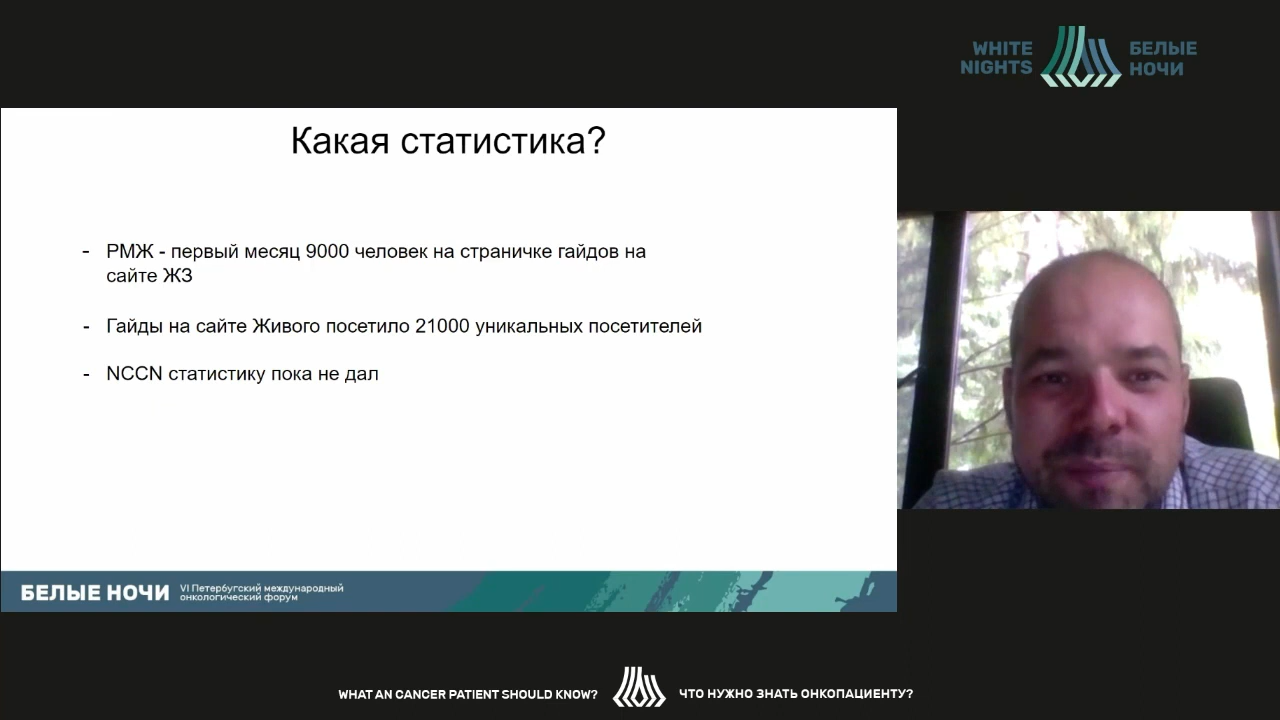 WHITE
NIGHTS
БЕЛЫЕ
НОЧИ
Какая статистика?
- РМЖ - первый месяц 9000 человек на страничке гайдов на
сайте ЖЗ
- Гайды на сайте Живого посетило 21000 уникальных посетителей
- NCCN статистику пока не дал
БЕЛЫЕ НОЧИ
VI Петербугский международный
онкологический форум
WHAT AN CANCER PATIENT SHOULD KNOW?
ЧТО НУЖНО ЗНАТЬ ОНКОПАЦИЕНТУ?